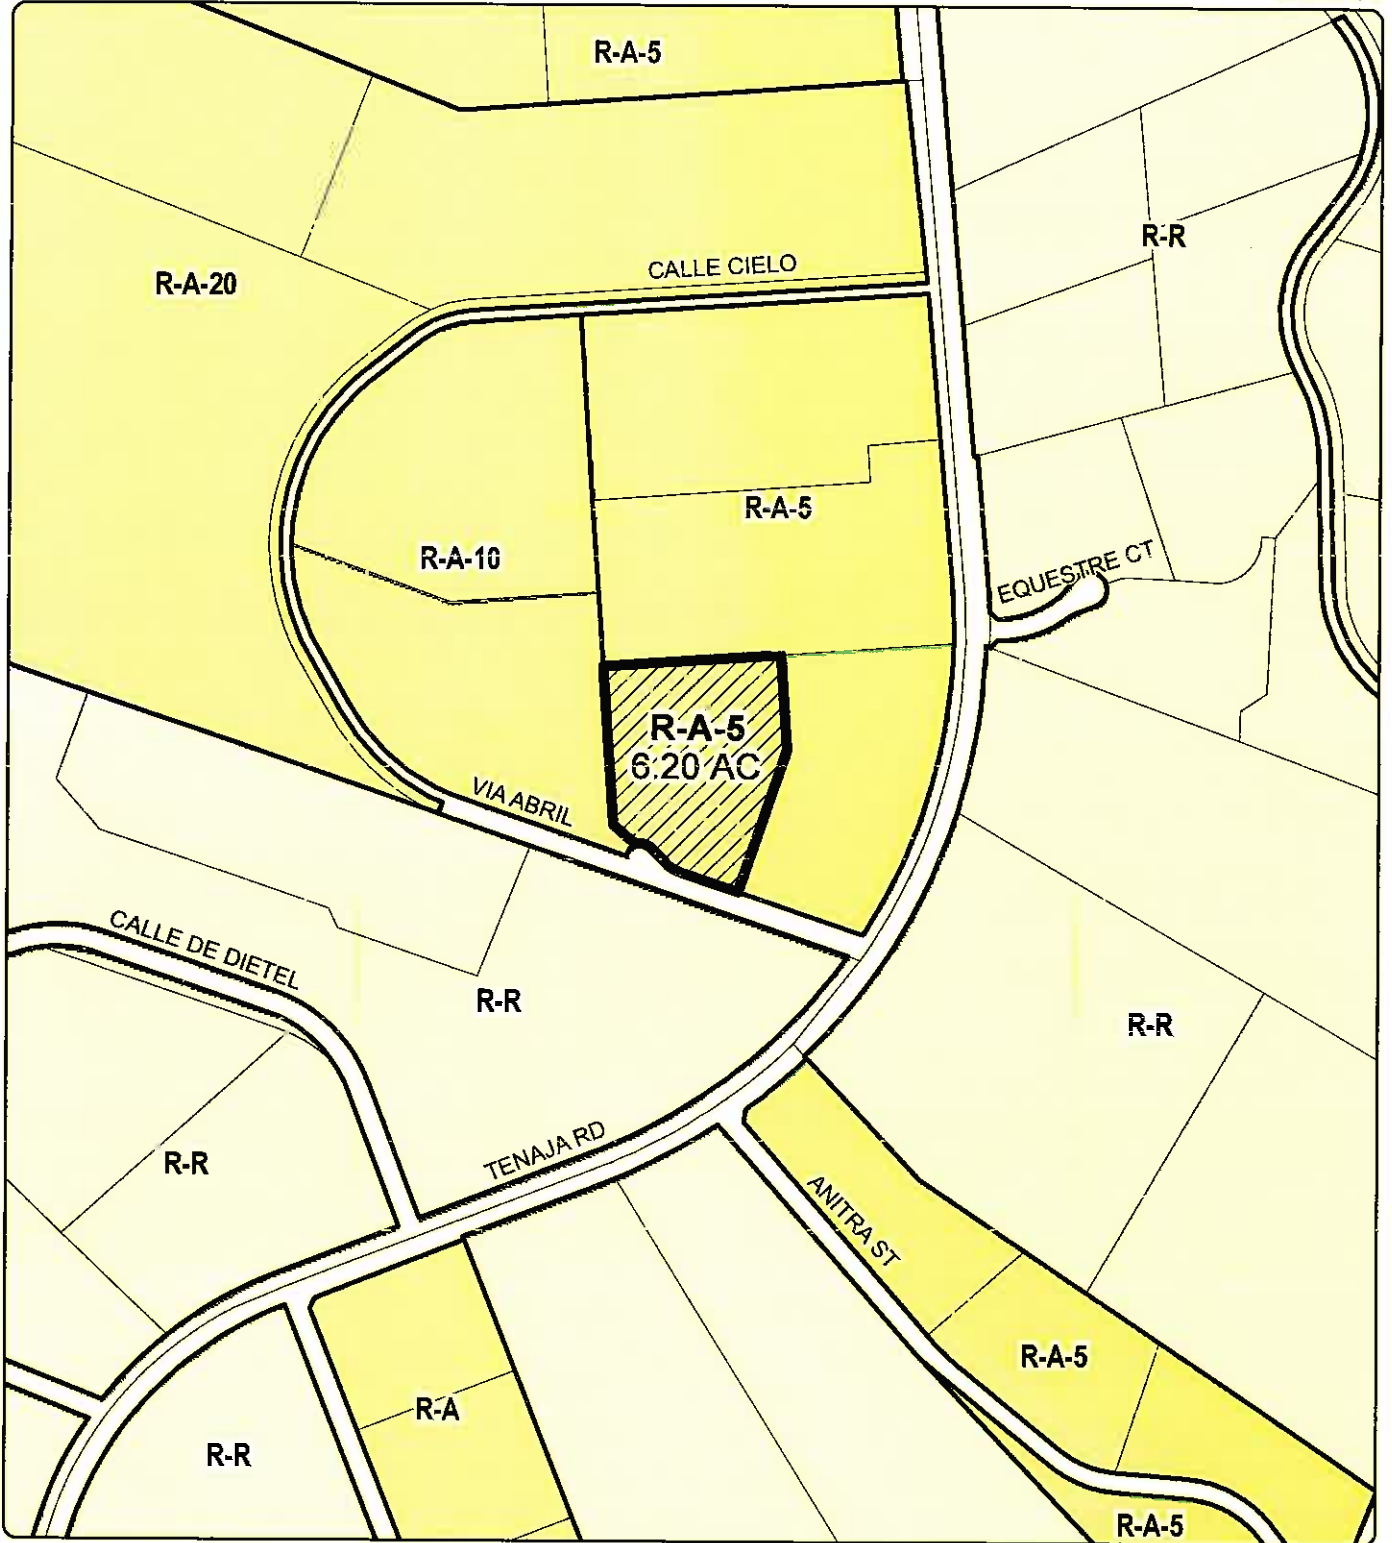 R-A-5
R-R
CALLE CIELO
R-A-20
R-A-5
R-A-10
EQUESTRE CT
R-A-5
6.20 AC
VIA ABRIL
CALLE DE DIETEL
R-R
R-R
TENAJA RD
R-R
ANITRA ST
R-A-5
R-A
R-R
R-A-5